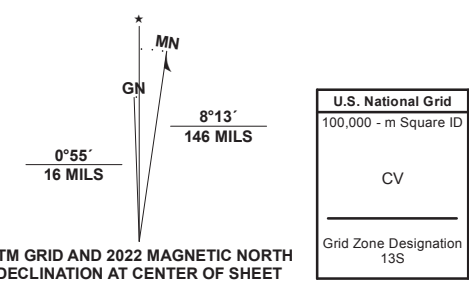 MN
GN
8°13´
146 MILS
0°55´
16 MILS
TM GRID AND 2022 MAGNETIC NORTH
DECLINATION AT CENTER OF SHEET
U.S. National Grid
100,000 - m Square ID
CV
Grid Zone Designation
13S